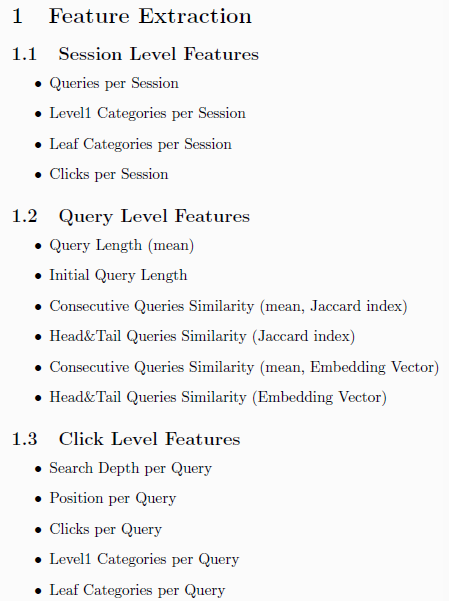 1 Feature Extraction
1.1 Session Level Features
• Queries per Session
• Level1 Categories per Session
• Leaf Categories per Session
• Clicks per Session
1.2 Query Level Features
• Query Length (mean)
• Initial Query Length
• Consecutive Queries Similarity (mean, Jaccard index)
• Head&Tail Queries Similarity (Jaccard index)
• Consecutive Queries Similarity (mean, Embedding Vector)
• Head&Tail Queries Similarity (Embedding Vector)
1.3 Click Level Features
• Search Depth per Query
• Position per Query
• Clicks per Query
• Level1 Categories per Query
• Leaf Categories per Query